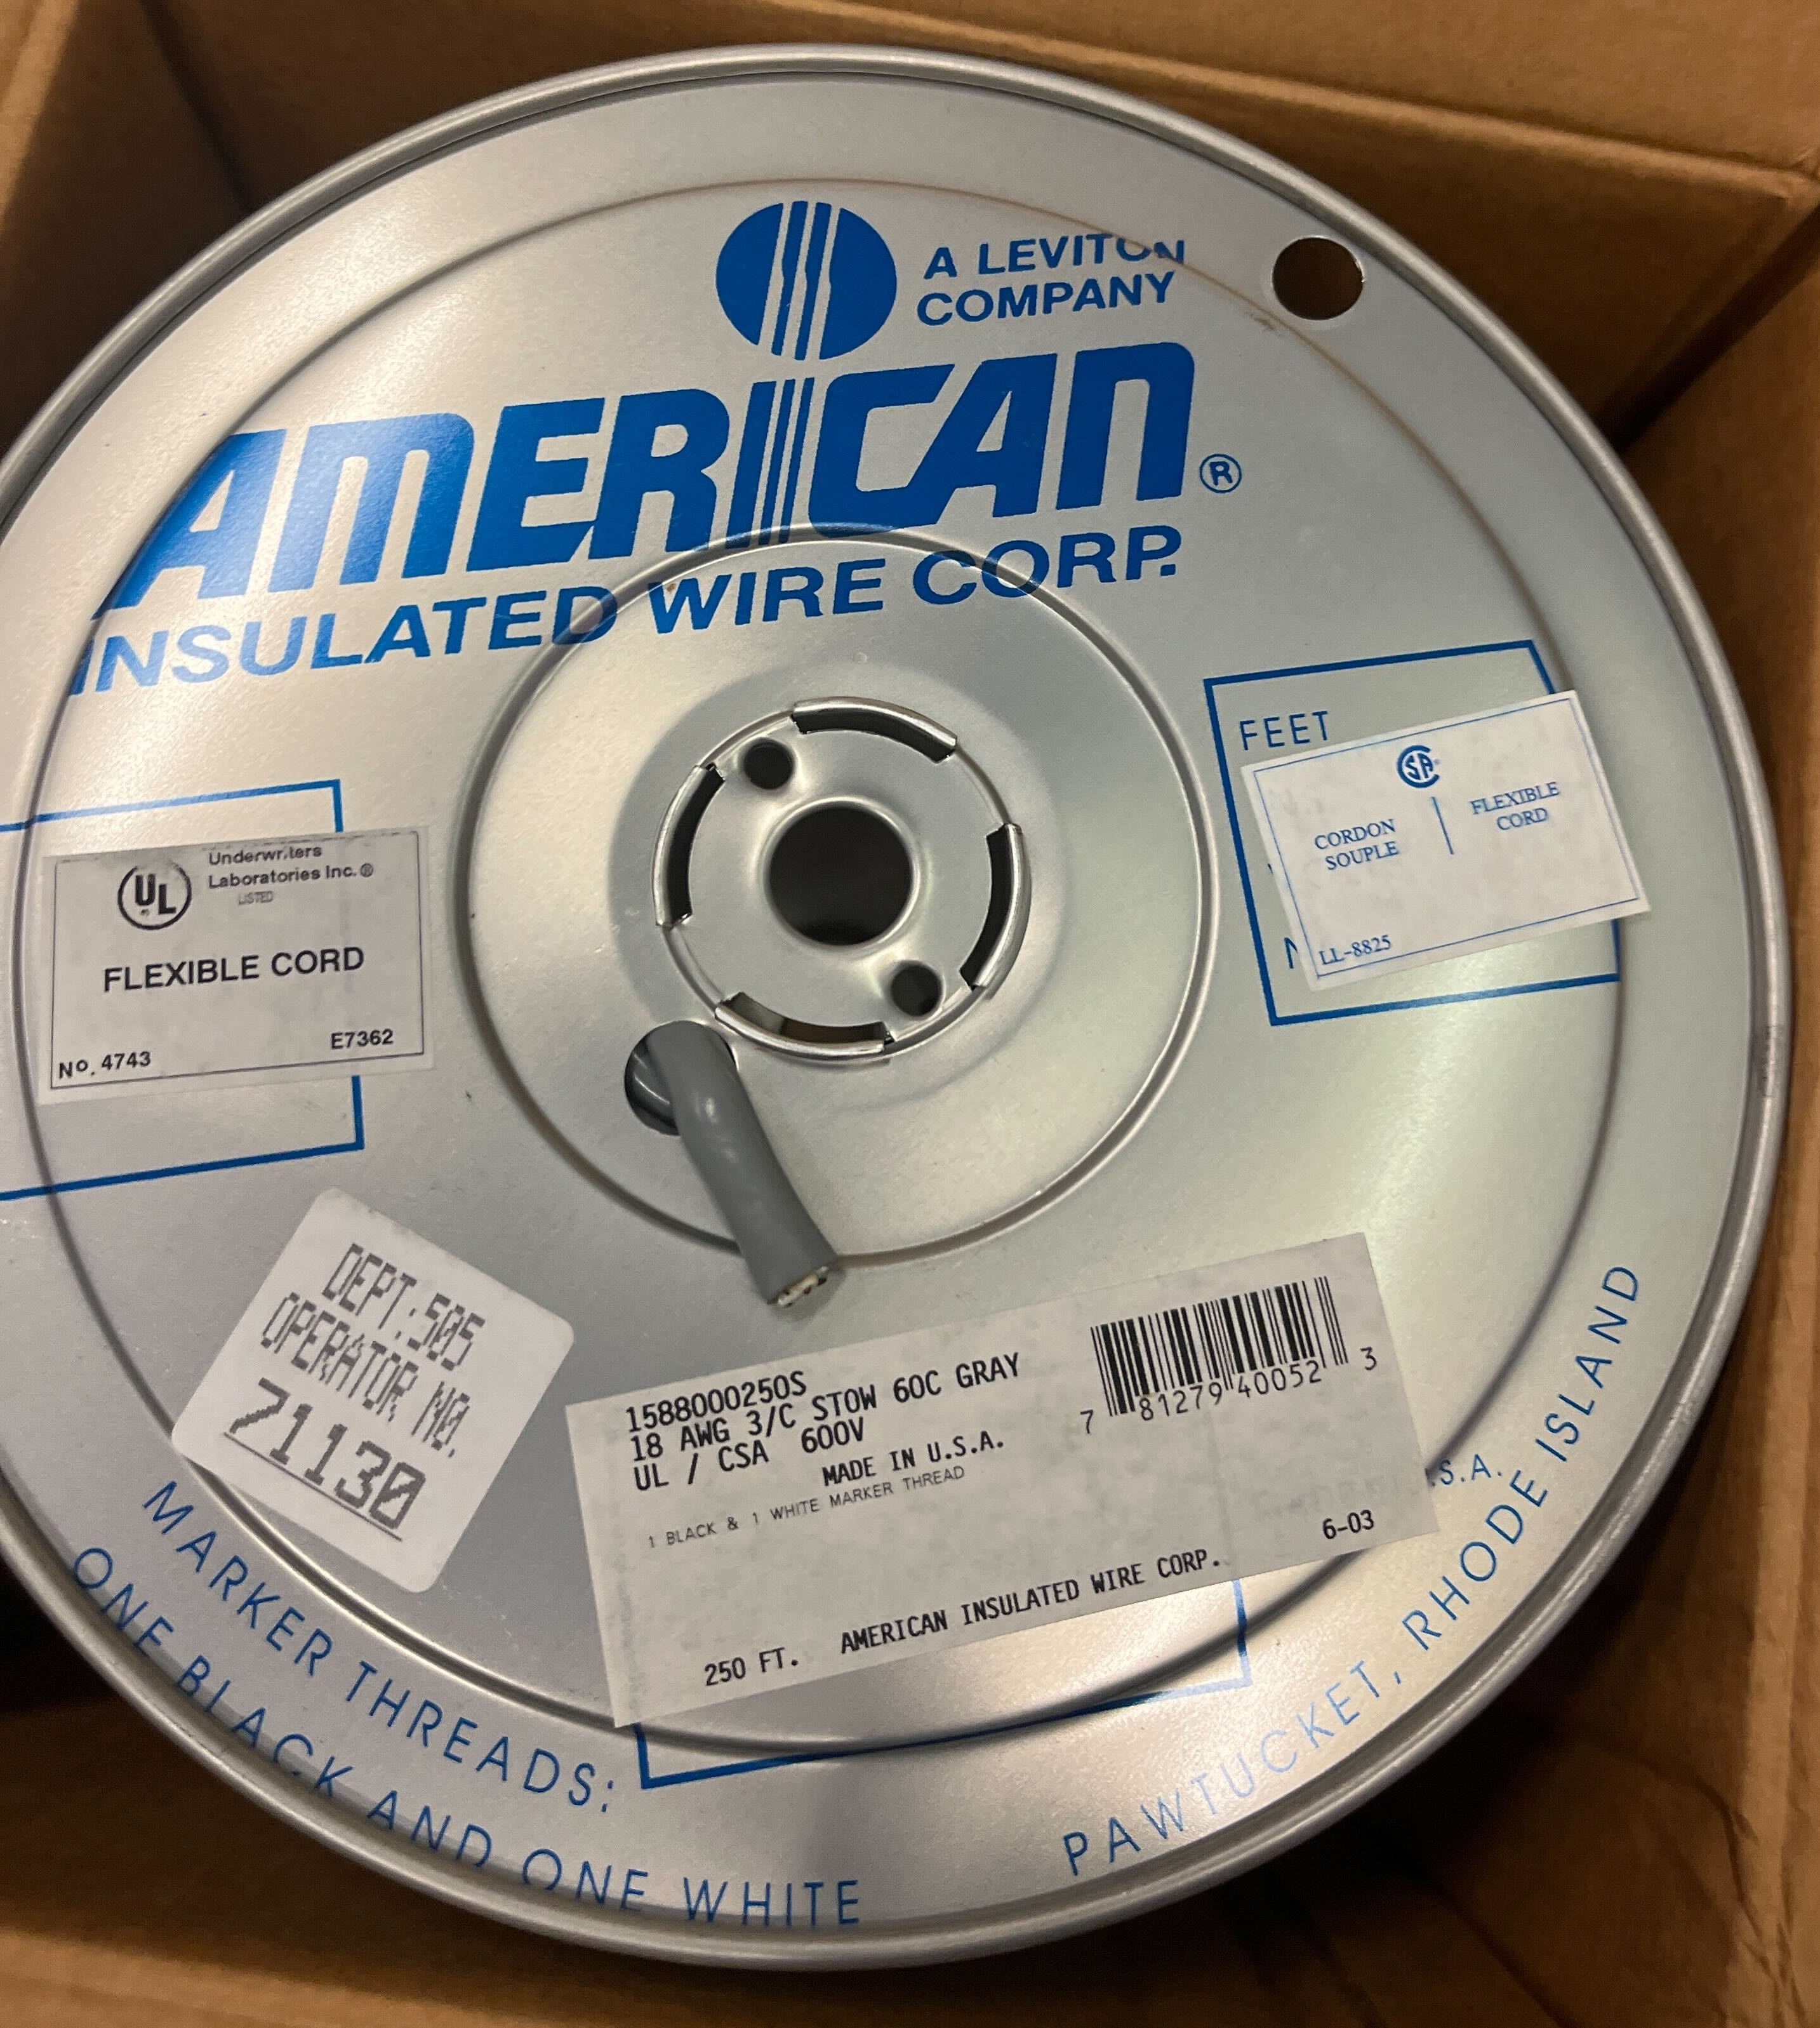 A LEVITON
COMPANY
AMERICAN®
INSULATED WIRE CORP.
FEET
CSA
CORDON
SOUPLE
FLEXIBLE
CORD
LL-8825
UL
Underwriters
Laboratories Inc.®
LISTED
FLEXIBLE CORD
E7362
No. 4743
DEPT:505
OPERATOR NO.
71130
1588000250S
18 AWG 3/C STOW 60C GRAY
UL / CSA 600V
MADE IN U.S.A.
1 BLACK & 1 WHITE MARKER THREAD
7 81279 40052 3
6-03
250 FT. AMERICAN INSULATED WIRE CORP.
.S.A.
MARKER THREADS:
ONE BLACK AND ONE WHITE
PAWTUCKET, RHODE ISLAND